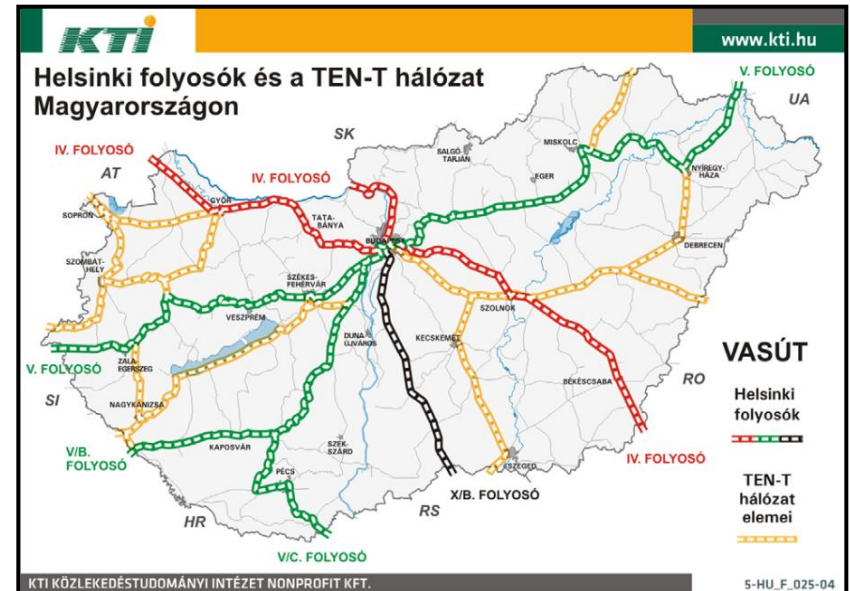 KTI
www.kti.hu
Helsinki folyosók és a TEN-T hálózat
Magyarországon
V. FOLYOSÓ
UA
SK
IV. FOLYOSÓ
AT
IV. FOLYOSÓ
SALGÓ-
TARJÁN
MISKOLC
EGER
NYÍREGY-
HÁZA
SOPRON
GYŐR
TATA-
BÁNYA
BUDAPEST
DEBRECEN
SZOMBAT-
HELY
SZÉKES-
FEHÉRVÁR
VESZPRÉM
SZOLNOK
DUNA-
ÚJVÁROS
KECSKEMÉT
V. FOLYOSÓ
ZALA-
EGERSZEG
SI
NAGYKANIZSA
BÉKÉSCSABA
RO
VASÚT
Helsinki
folyosók
V/B.
FOLYOSÓ
KAPOSVÁR
SZEK-
SZÁRD
PÉCS
SZEGED
IV. FOLYOSÓ
X/B. FOLYOSÓ
TEN-T
hálózat
elemei
HR
RS
V/C. FOLYOSÓ
KTI KÖZLEKEDÉSTUDOMÁNYI INTÉZET NONPROFIT KFT.
5-HU_F_025-04